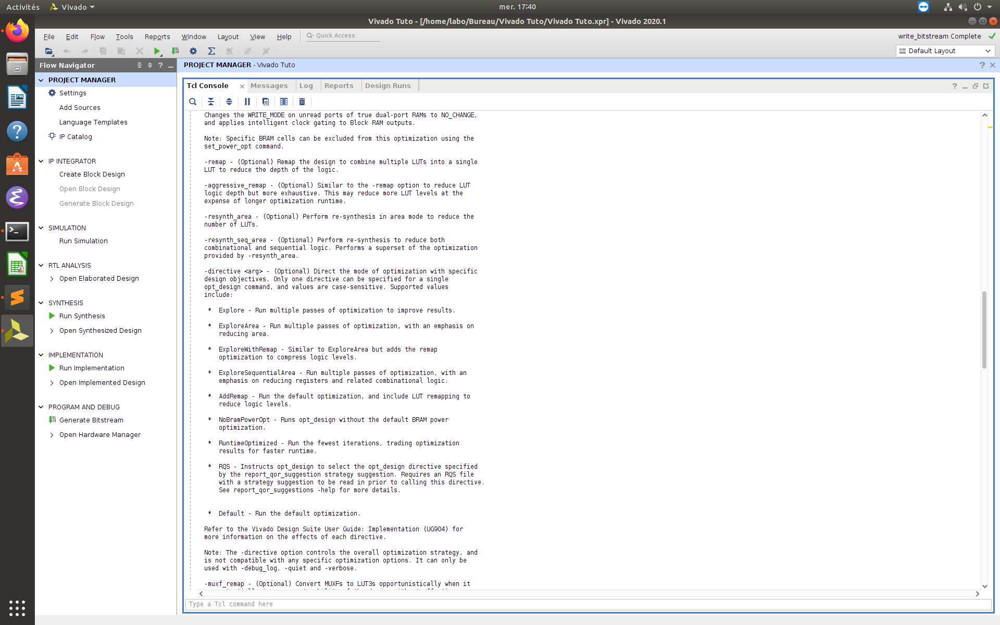 Activités
Vivado
mer. 17:40
Vivado Tuto - [/home/labo/Bureau/Vivado Tuto/Vivado Tuto.xpr] - Vivado 2020.1
File Edit Flow Tools Reports Window Layout View Help
Quick Access
write_bitstream Complete
Default Layout
Flow Navigator
PROJECT MANAGER
Settings
Add Sources
Language Templates
IP Catalog
IP INTEGRATOR
Create Block Design
Open Block Design
Generate Block Design
SIMULATION
Run Simulation
RTL ANALYSIS
Open Elaborated Design
SYNTHESIS
Run Synthesis
Open Synthesized Design
IMPLEMENTATION
Run Implementation
Open Implemented Design
PROGRAM AND DEBUG
Generate Bitstream
Open Hardware Manager
PROJECT MANAGER - Vivado Tuto
Tcl Console Messages Log Reports Design Runs
Changes the WRITE_MODE on unread ports of true dual-port RAMs to NO_CHANGE,
and applies intelligent clock gating to Block RAM outputs.
Note: Specific BRAM cells can be excluded from this optimization using the
set_power_opt command.
-remap - (Optional) Remap the design to combine multiple LUTs into a single
LUT to reduce the depth of the logic.
-aggressive_remap - (Optional) Similar to the -remap option to reduce LUT
logic depth but more exhaustive. This may reduce more LUT levels at the
expense of longer optimization runtime.
-resynth_area - (Optional) Perform re-synthesis in area mode to reduce the
number of LUTs.
-resynth_seq_area - (Optional) Perform re-synthesis to reduce both
combinational and sequential logic. Performs a superset of the optimization
provided by -resynth_area.
-directive <arg> - (Optional) Direct the mode of optimization with specific
design objectives. Only one directive can be specified for a single
opt_design command, and values are case-sensitive. Supported values
include:
* Explore - Run multiple passes of optimization to improve results.
* ExploreArea - Run multiple passes of optimization, with an emphasis on
reducing area.
* ExploreWithRemap - Similar to ExploreArea but adds the remap
optimization to compress logic levels.
* ExploreSequentialArea - Run multiple passes of optimization, with an
emphasis on reducing registers and related combinational logic.
* AddRemap - Run the default optimization, and include LUT remapping to
reduce logic levels.
* NoBramPowerOpt - Runs opt_design without the default BRAM power
optimization.
* RuntimeOptimized - Run the fewest iterations, trading optimization
results for faster runtime.
* RQS - Instructs opt_design to select the opt_design directive specified
by the report_qor_suggestion strategy suggestion. Requires an RQS file
with a strategy suggestion to be read in prior to calling this directive.
See report_qor_suggestions -help for more details.
* Default - Run the default optimization.
Refer to the Vivado Design Suite User Guide: Implementation (UG904) for
more information on the effects of each directive.
Note: The -directive option controls the overall optimization strategy, and
is not compatible with any specific optimization options. It can only be
used with -debug_log, -quiet and -verbose.
-muxf_remap - (Optional) Convert MUXFs to LUT3s opportunistically when it
Type a Tcl command here